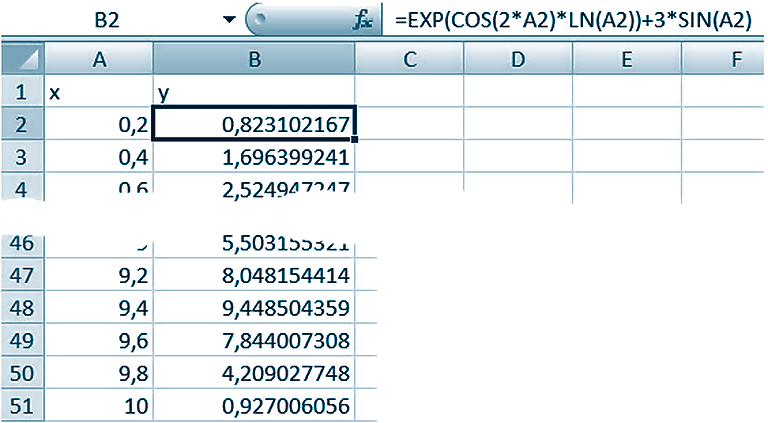 B2 fx =EXP(COS(2*A2)*LN(A2))+3*SIN(A2)
A B C D E F
1 x y
2 0,2 0,823102167
3 0,4 1,696399241
4 0,6 2,524947247
46 9 5,503155321
47 9,2 8,048154414
48 9,4 9,448504359
49 9,6 7,844007308
50 9,8 4,209027748
51 10 0,927006056